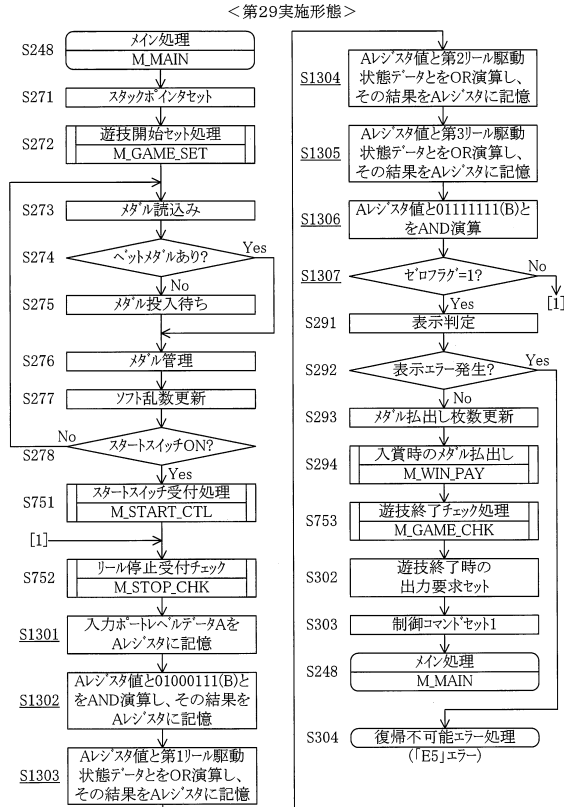 ＜第29実施形態＞
S248
メイン処理
M_MAIN
S271
スタックポインタセット
S272
遊技開始セット処理
M_GAME_SET
S273
メダル読込み
S274
ベットメダルあり?
Yes
No
S275
メダル投入待ち
S276
メダル管理
S277
ソフト乱数更新
No
S278
スタートスイッチON?
Yes
S751
スタートスイッチ受付処理
M_START_CTL
[1]
S752
リール停止受付チェック
M_STOP_CHK
S1301
入力ポートレベルデータAを
Aレジスタに記憶
S1302
Aレジスタ値と01000111(B)と
とをAND演算し、その結果を
Aレジスタに記憶
S1303
Aレジスタ値と第1リール駆動
状態データとをOR演算し、
その結果をAレジスタに記憶
S1304
Aレジスタ値と第2リール駆動
状態データとをOR演算し、
その結果をAレジスタに記憶
S1305
Aレジスタ値と第3リール駆動
状態データとをOR演算し、
その結果をAレジスタに記憶
S1306
Aレジスタ値と01111111(B)と
とをAND演算
S1307
ゼロフラグ=1?
No
[1]
Yes
S291
表示判定
S292
表示エラー発生?
Yes
No
S293
メダル払出し枚数更新
S294
入賞時のメダル払出し
M_WIN_PAY
S753
遊技終了チェック処理
M_GAME_CHK
S302
遊技終了時の
出力要求セット
S303
制御コマンドセット1
S248
メイン処理
M_MAIN
S304
復帰不可能エラー処理
(「E5」エラー)